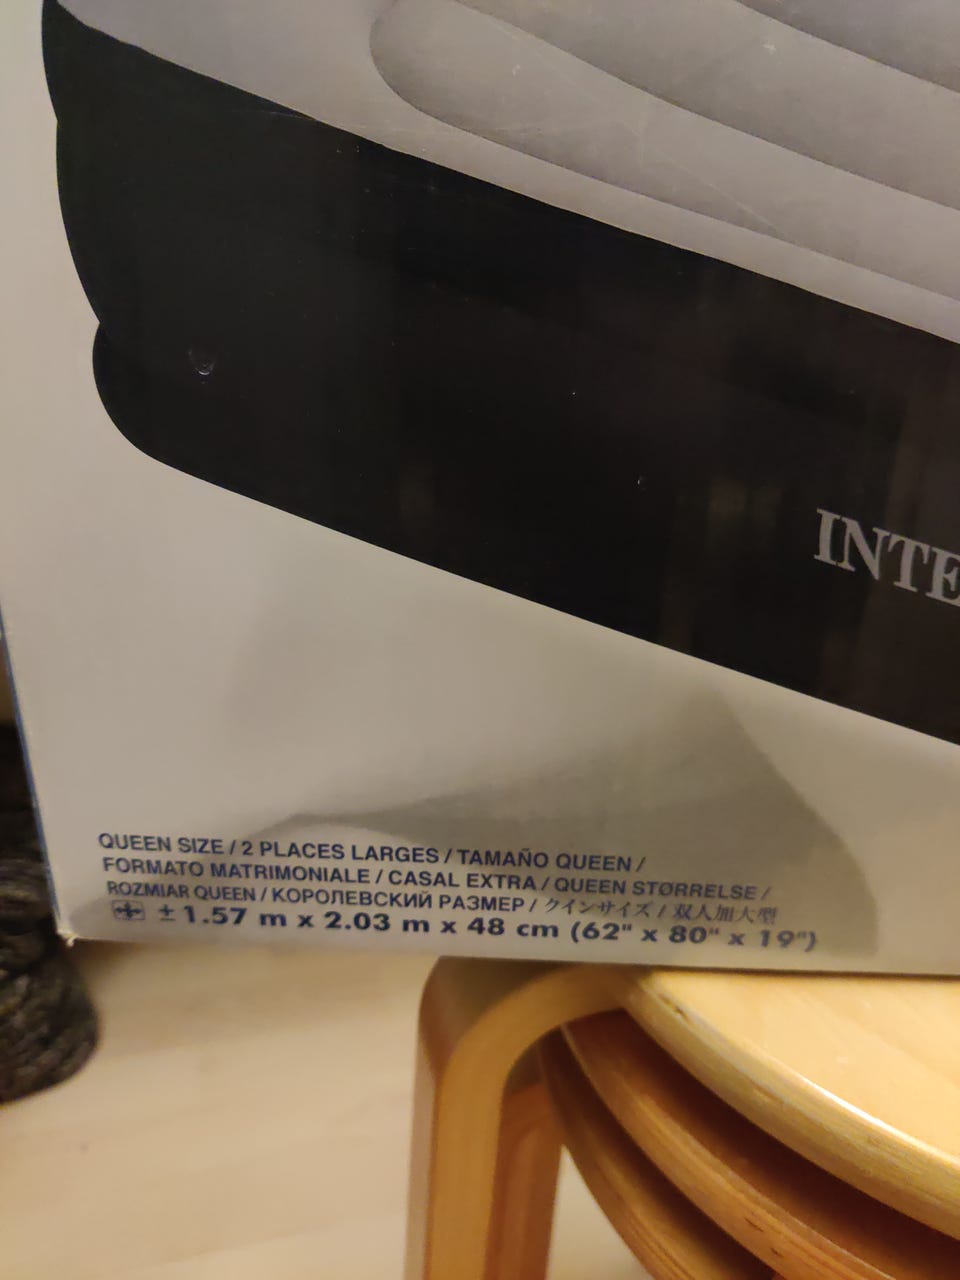 INTE
QUEEN SIZE / 2 PLACES LARGES / TAMAÑO QUEEN /
FORMATO MATRIMONIALE / CASAL EXTRA / QUEEN STØRRELSE /
ROZMIAR QUEEN / КОРОЛЕВСКИЙ РАЗМЕР / クインサイズ / 双人加大型
± 1.57 m x 2.03 m x 48 cm (62" x 80" x 19")